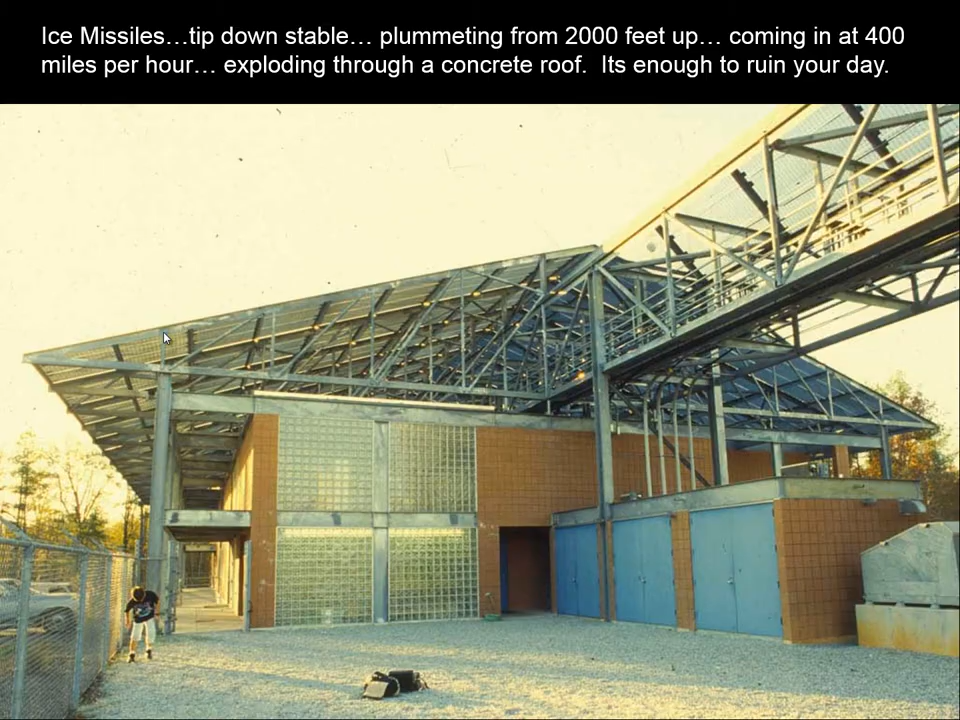 Ice Missiles…tip down stable… plummeting from 2000 feet up… coming in at 400
miles per hour… exploding through a concrete roof.  Its enough to ruin your day.